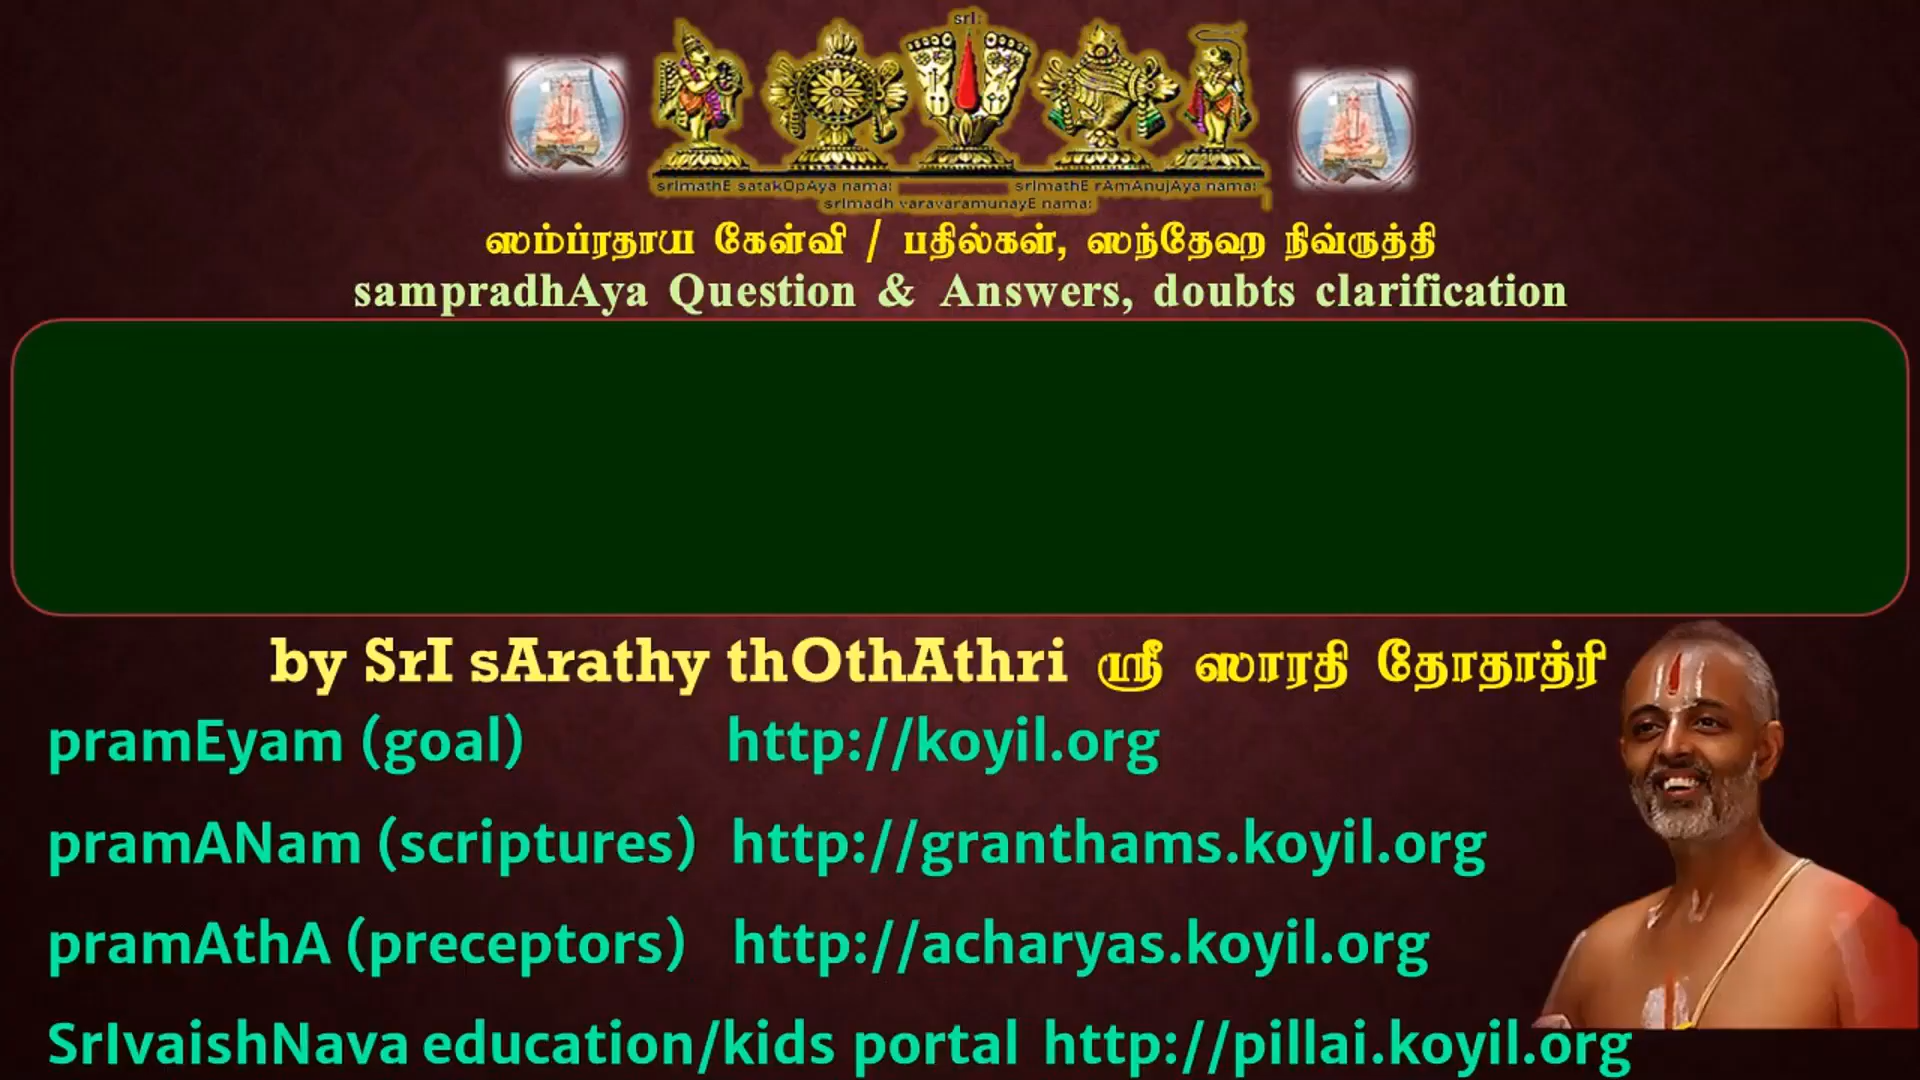 srI:
srImathE satakOpAya nama: srImathE rAmAnujAya nama:
srImadh varavaramunayE nama:
ஸம்ப்ரதாய கேள்வி / பதில்கள், ஸந்தேஹ நிவ்ருத்தி
sampradhAya Question & Answers, doubts clarification
by SrI sArathy thOthAthri ஸ்ரீ ஸாரதி தோதாத்ரி
pramEyam (goal) http://koyil.org
pramANam (scriptures) http://granthams.koyil.org
pramAthA (preceptors) http://acharyas.koyil.org
SrIvaishNava education/kids portal http://pillai.koyil.org